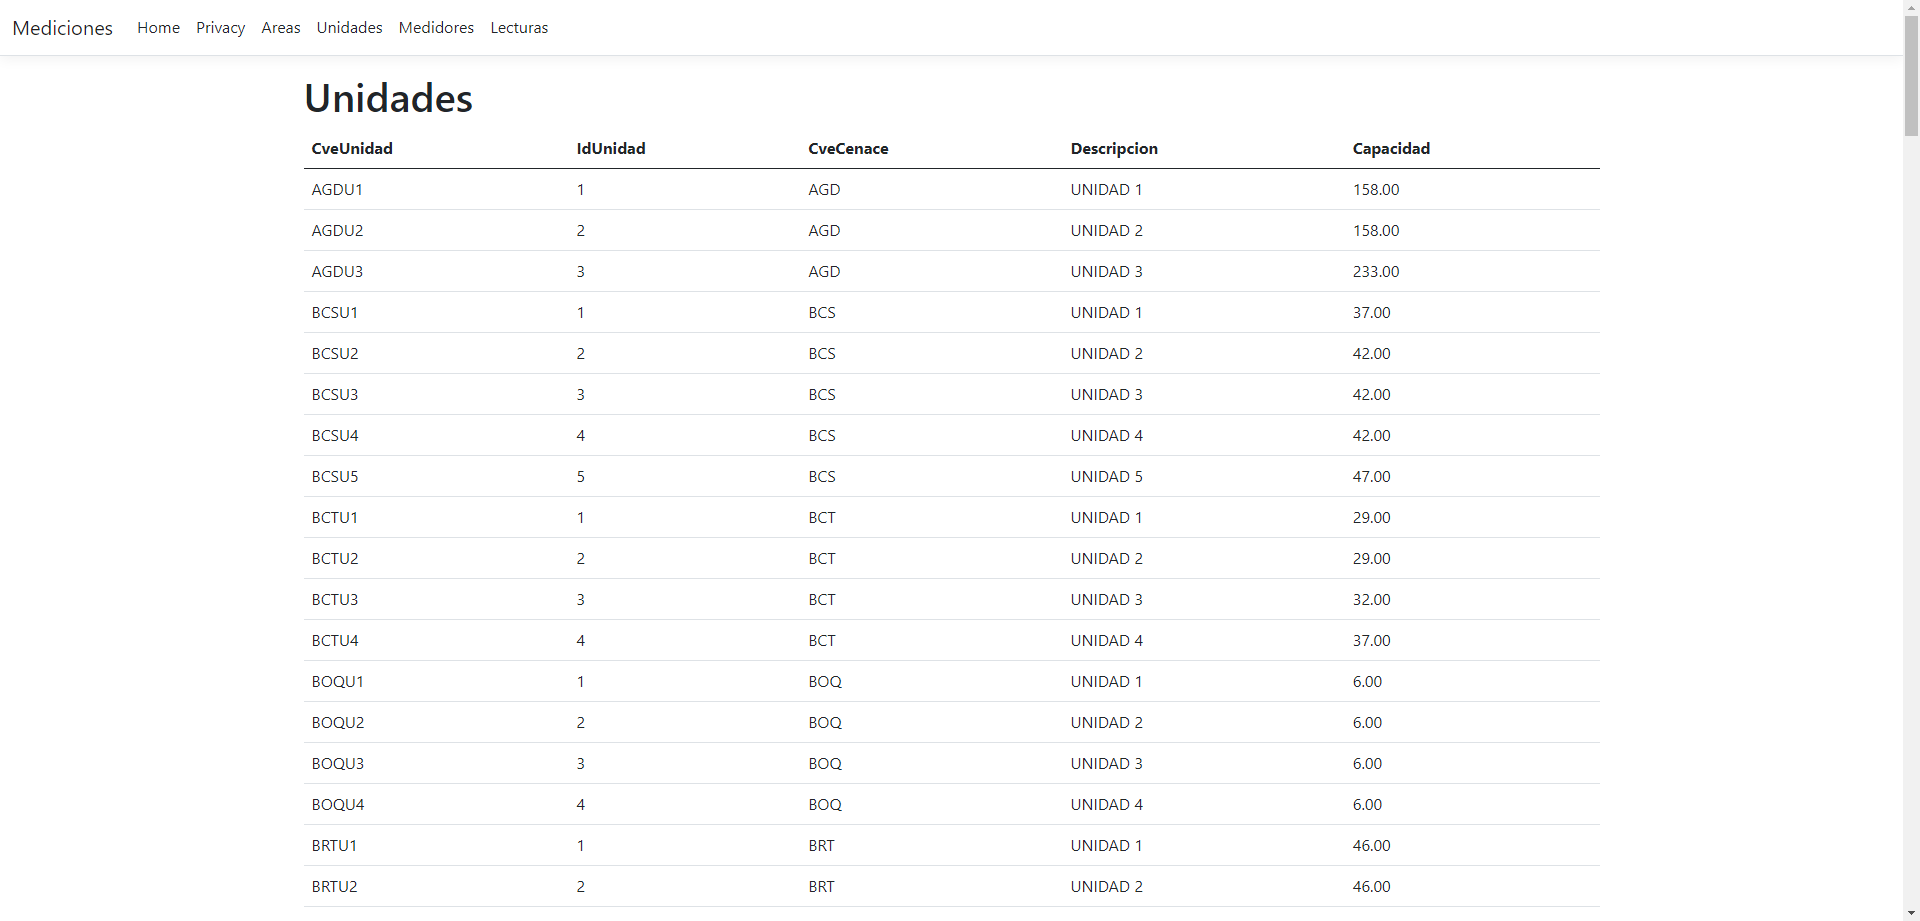 Mediciones Home Privacy Areas Unidades Medidores Lecturas
Unidades
CveUnidad IdUnidad CveCenace Descripcion Capacidad
AGDU1 1 AGD UNIDAD 1 158.00
AGDU2 2 AGD UNIDAD 2 158.00
AGDU3 3 AGD UNIDAD 3 233.00
BCSU1 1 BCS UNIDAD 1 37.00
BCSU2 2 BCS UNIDAD 2 42.00
BCSU3 3 BCS UNIDAD 3 42.00
BCSU4 4 BCS UNIDAD 4 42.00
BCSU5 5 BCS UNIDAD 5 47.00
BCTU1 1 BCT UNIDAD 1 29.00
BCTU2 2 BCT UNIDAD 2 29.00
BCTU3 3 BCT UNIDAD 3 32.00
BCTU4 4 BCT UNIDAD 4 37.00
BOQU1 1 BOQ UNIDAD 1 6.00
BOQU2 2 BOQ UNIDAD 2 6.00
BOQU3 3 BOQ UNIDAD 3 6.00
BOQU4 4 BOQ UNIDAD 4 6.00
BRTU1 1 BRT UNIDAD 1 46.00
BRTU2 2 BRT UNIDAD 2 46.00